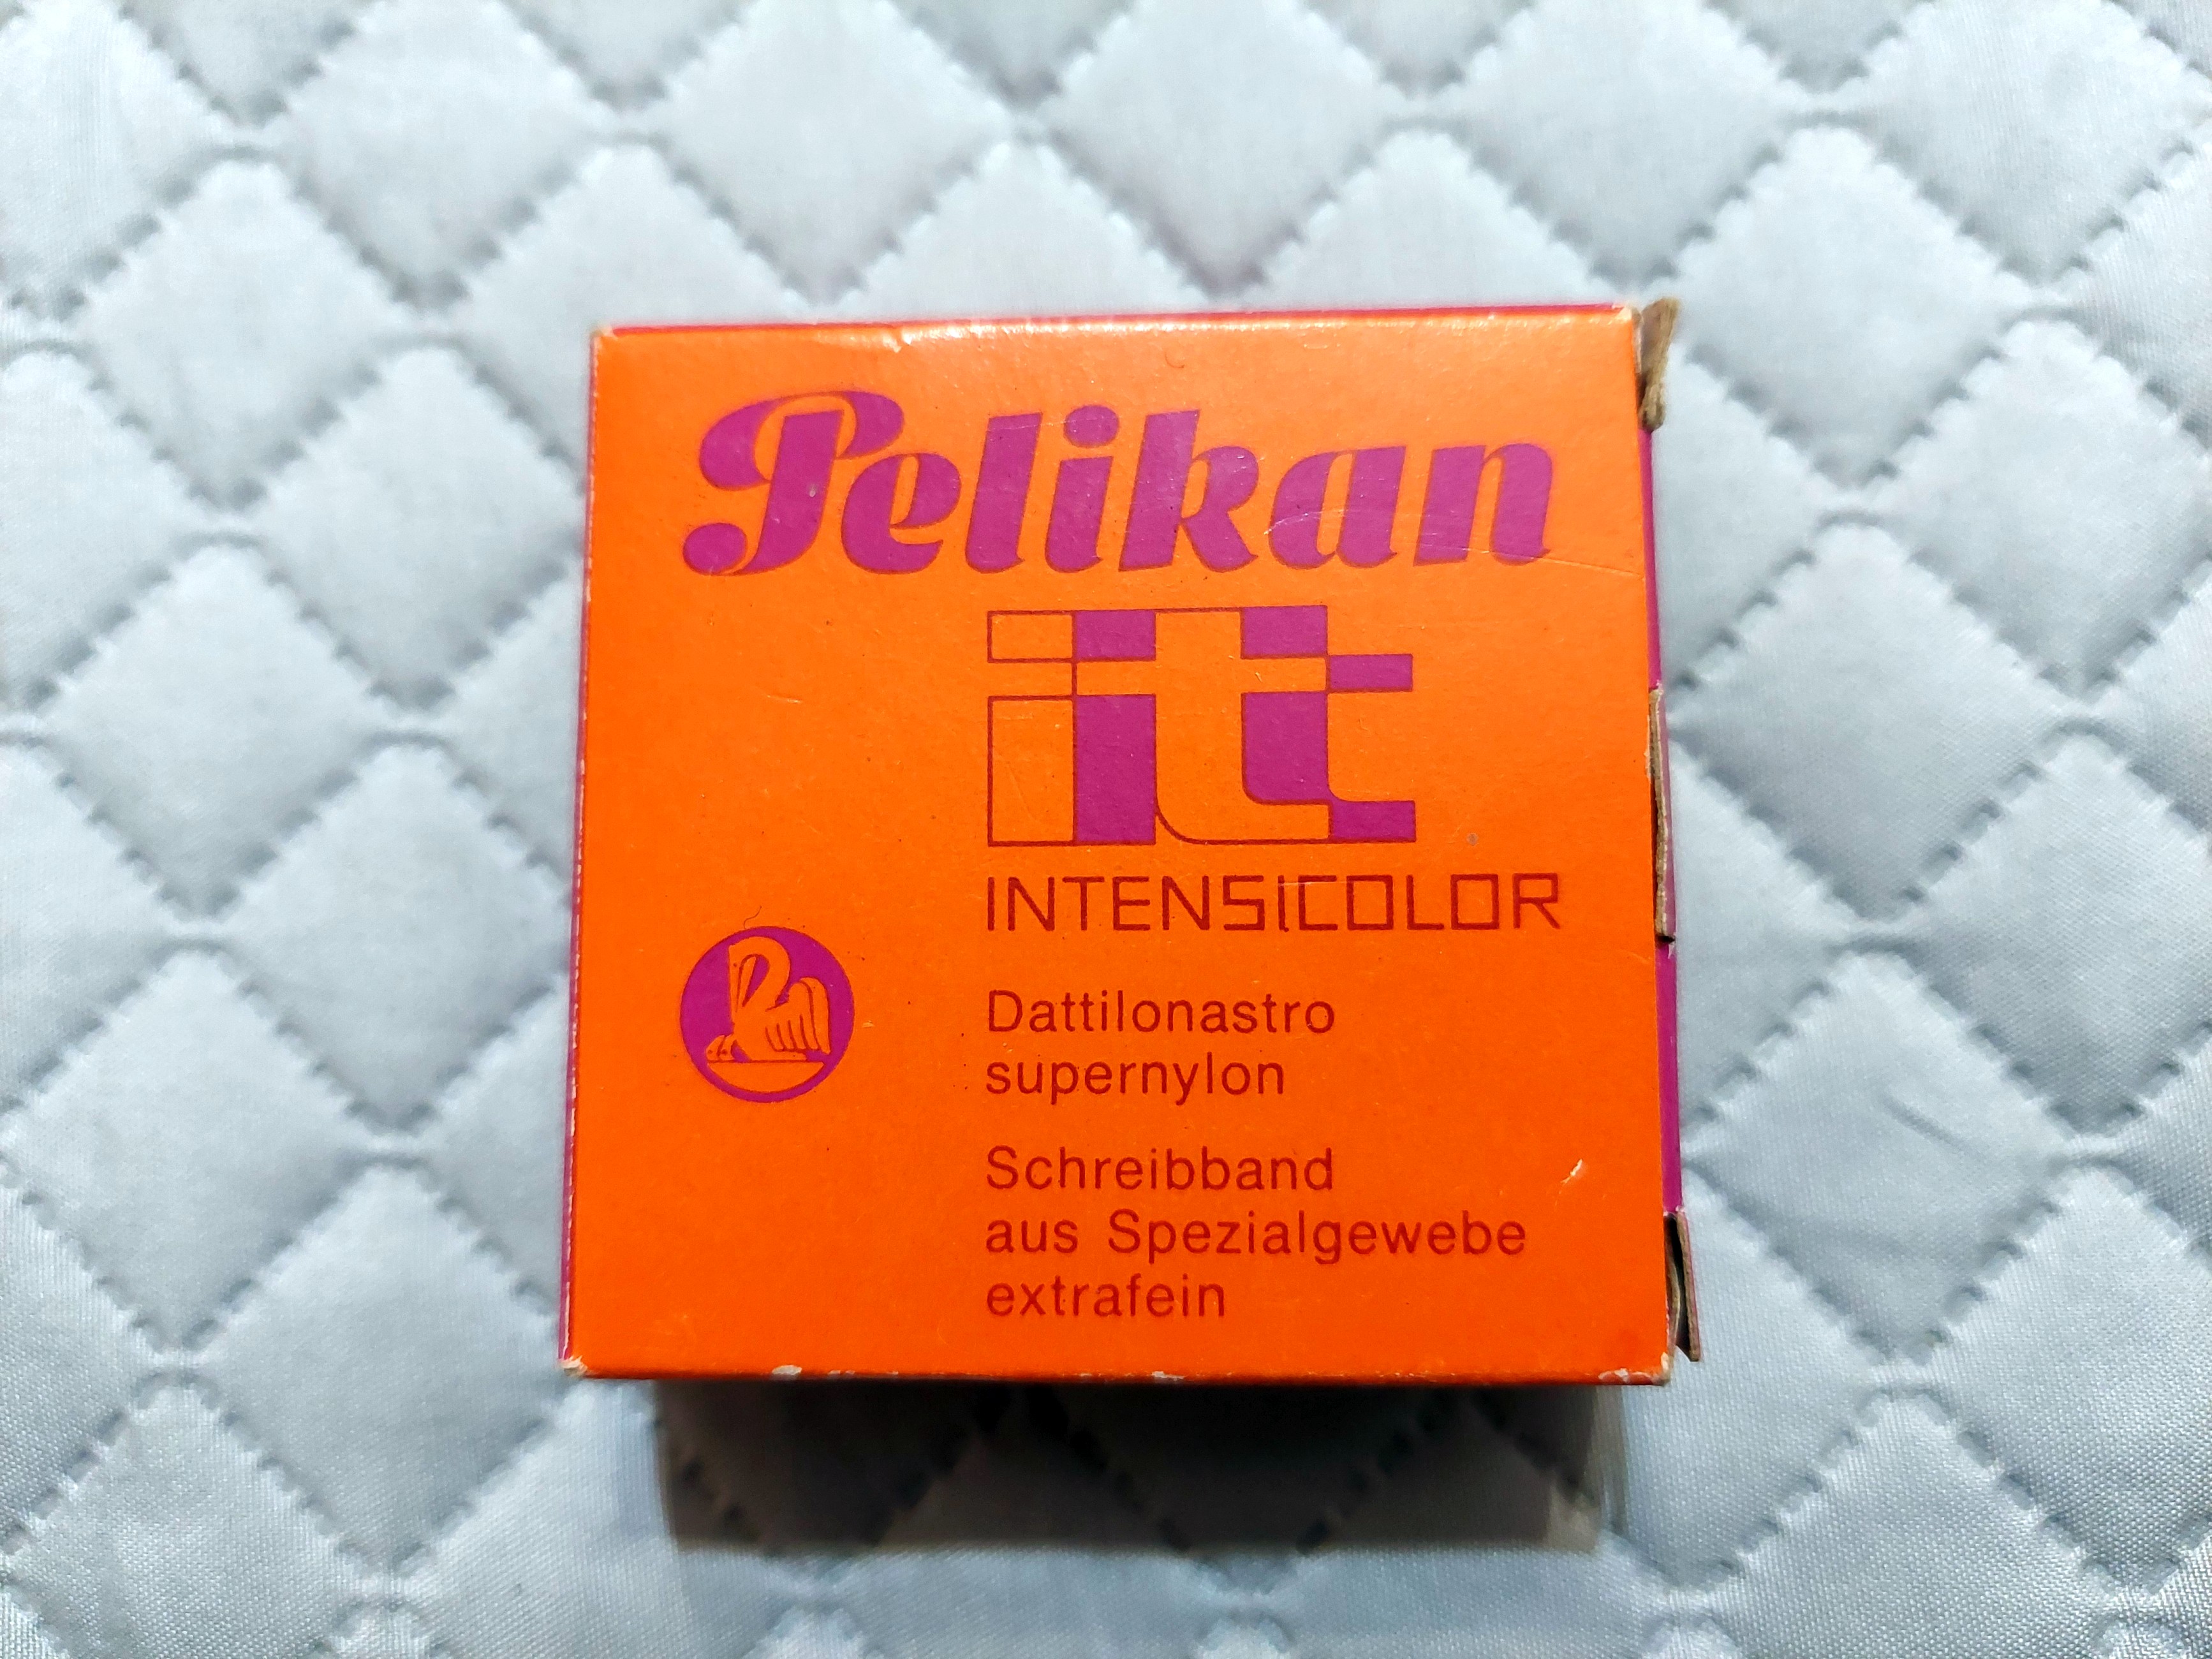 Pelikan
it
INTENSICOLOR
Dattilonastro
supernylon
Schreibband
aus Spezialgewebe
extrafein